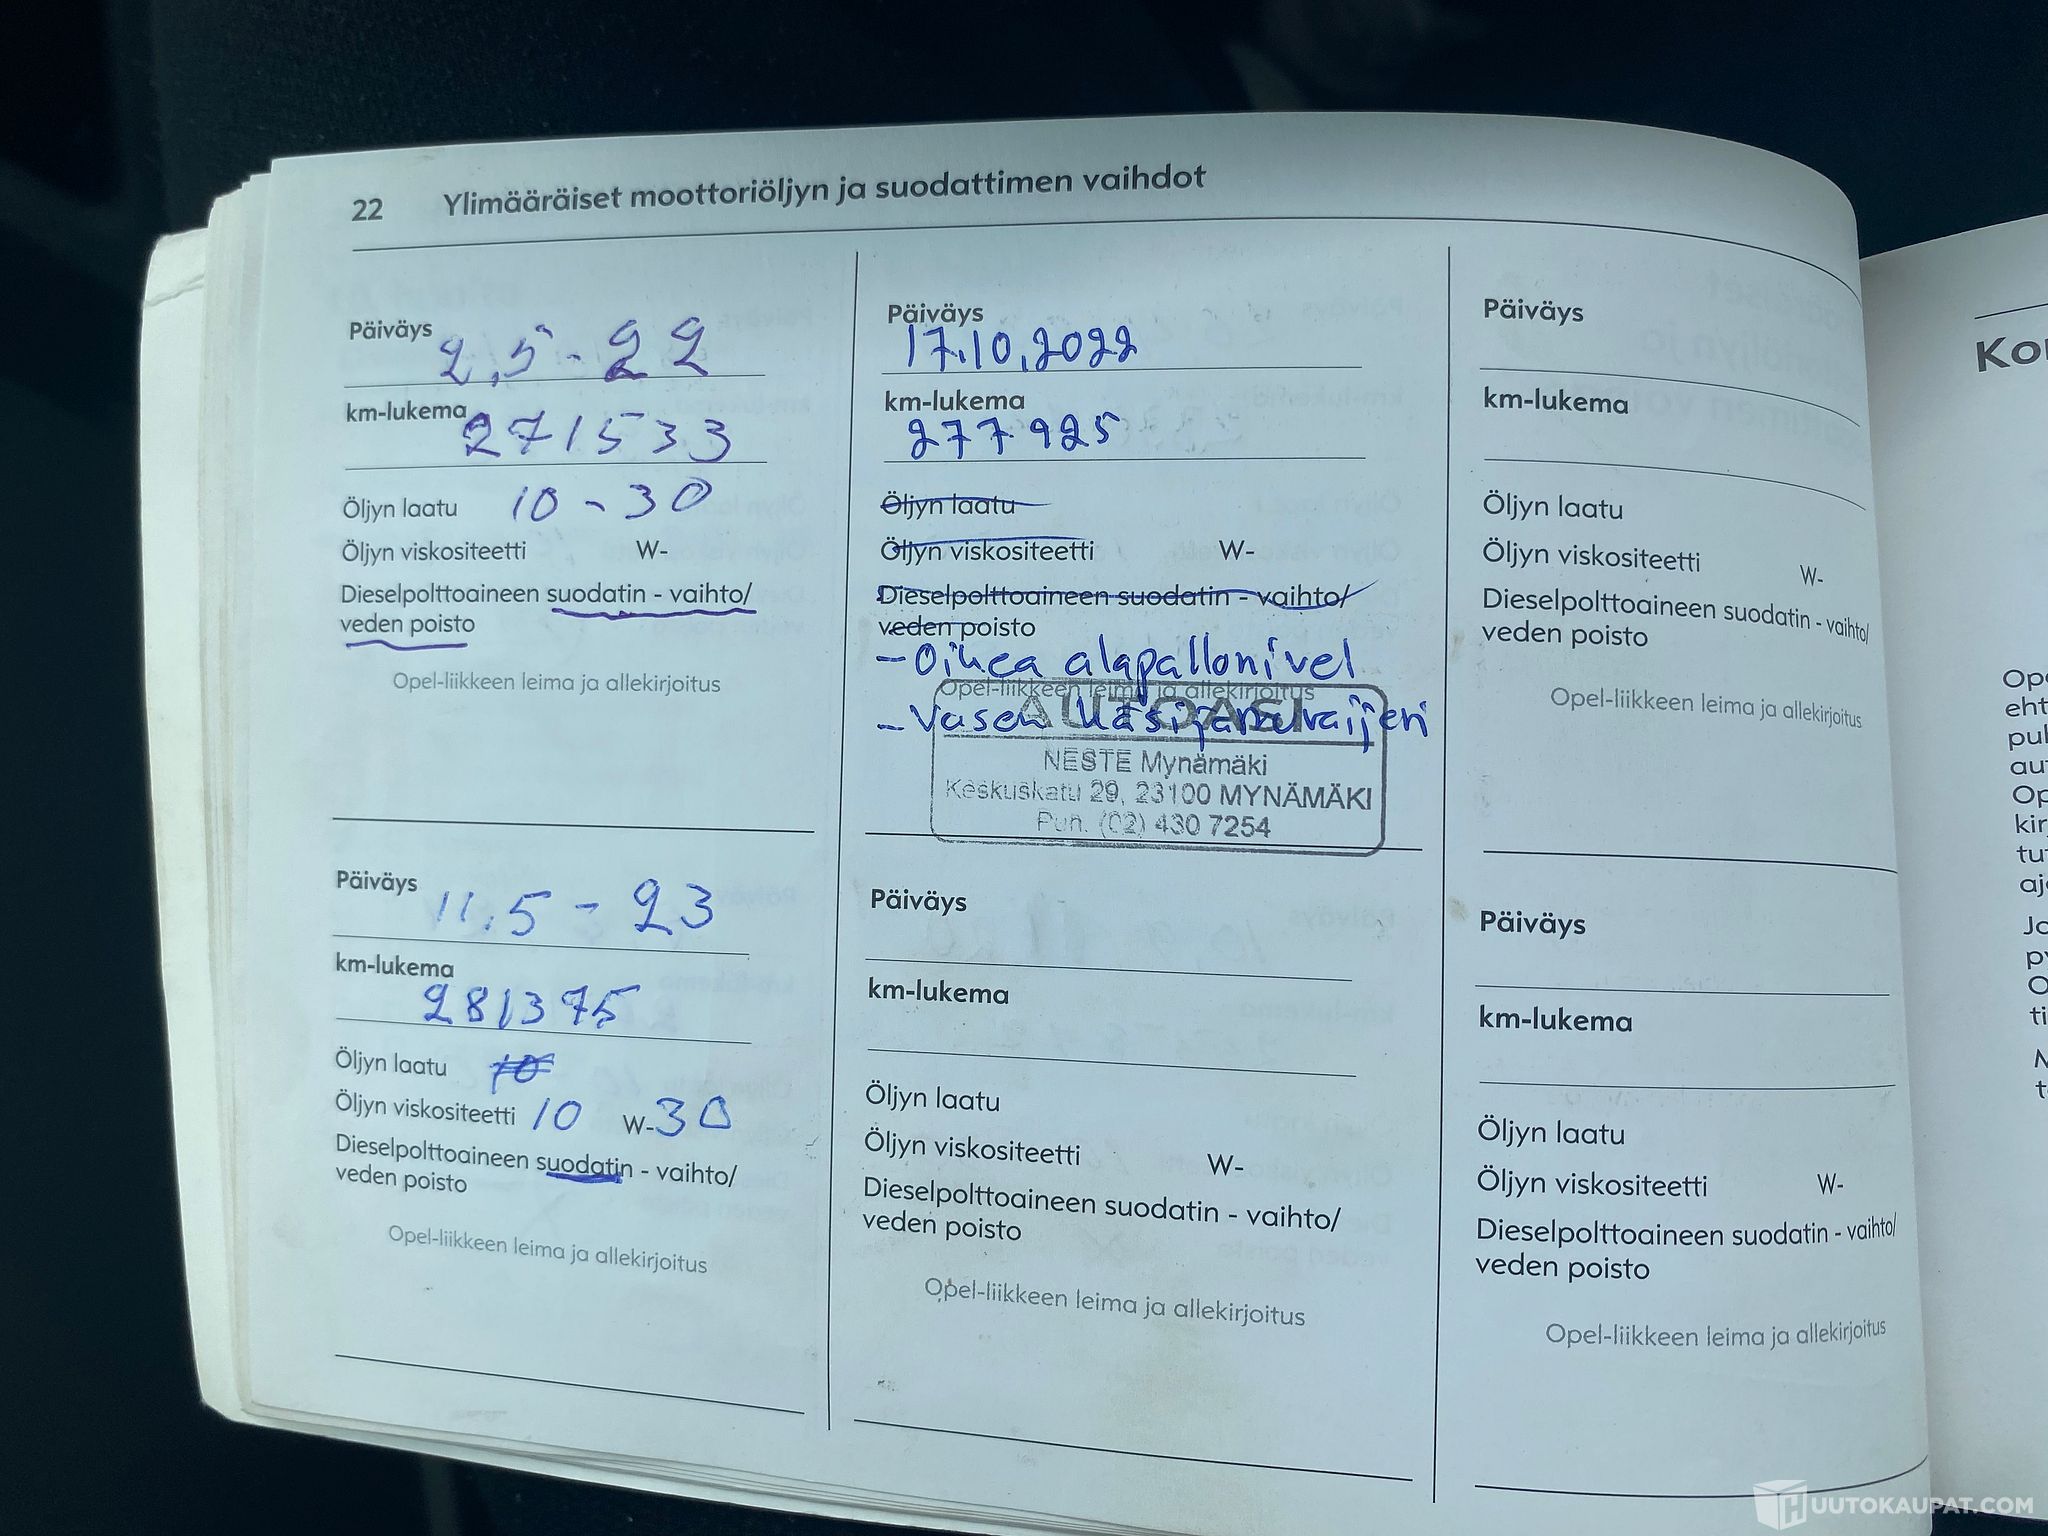 22 Ylimääräiset moottoriöljyn ja suodattimen vaihdot
Päiväys
2.5-22
km-lukema
271533
Öljyn laatu 10-30
Öljyn viskositeetti W-
Dieselpolttoaineen suodatin - vaihto/
veden poisto
Opel-liikkeen leima ja allekirjoitus
Päiväys
11.5-23
km-lukema
281375
Öljyn laatu 10
Öljyn viskositeetti 10 W-30
Dieselpolttoaineen suodatin - vaihto/
veden poisto
Opel-liikkeen leima ja allekirjoitus
Päiväys
17.10.2022
km-lukema
277925
Öljyn laatu
Öljyn viskositeetti W-
Dieselpolttoaineen suodatin - vaihto/
veden poisto
- Oikea alapallonivel
Opel-liikkeen leima ja allekirjoitus
AUTOASI
- Vasen käsijarruvaijeri
NESTE Mynämäki
Keskuskatu 29, 23100 MYNÄMÄKI
Puh. (02) 430 7254
Päiväys
km-lukema
Öljyn laatu
Öljyn viskositeetti W-
Dieselpolttoaineen suodatin - vaihto/
veden poisto
Opel-liikkeen leima ja allekirjoitus
Päiväys
km-lukema
Öljyn laatu
Öljyn viskositeetti W-
Dieselpolttoaineen suodatin - vaihto/
veden poisto
Opel-liikkeen leima ja allekirjoitus
Päiväys
km-lukema
Öljyn laatu
Öljyn viskositeetti W-
Dieselpolttoaineen suodatin - vaihto/
veden poisto
Opel-liikkeen leima ja allekirjoitus
HUUTOKAUPAT.COM